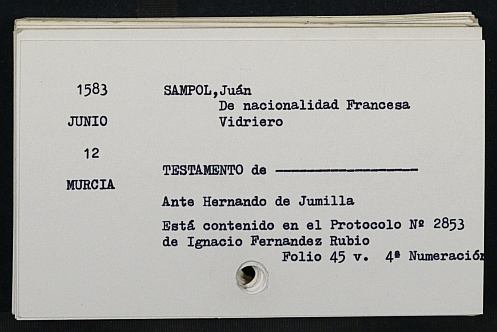 1583 SAMPOL,Juán
De nacionalidad Francesa
JUNIO Vidriero
12
TESTAMENTO de ------------------
MURCIA
Ante Hernando de Jumilla
Está contenido en el Protocolo Nº 2853
de Ignacio Fernandez Rubio
Folio 45 v. 4ª Numeración